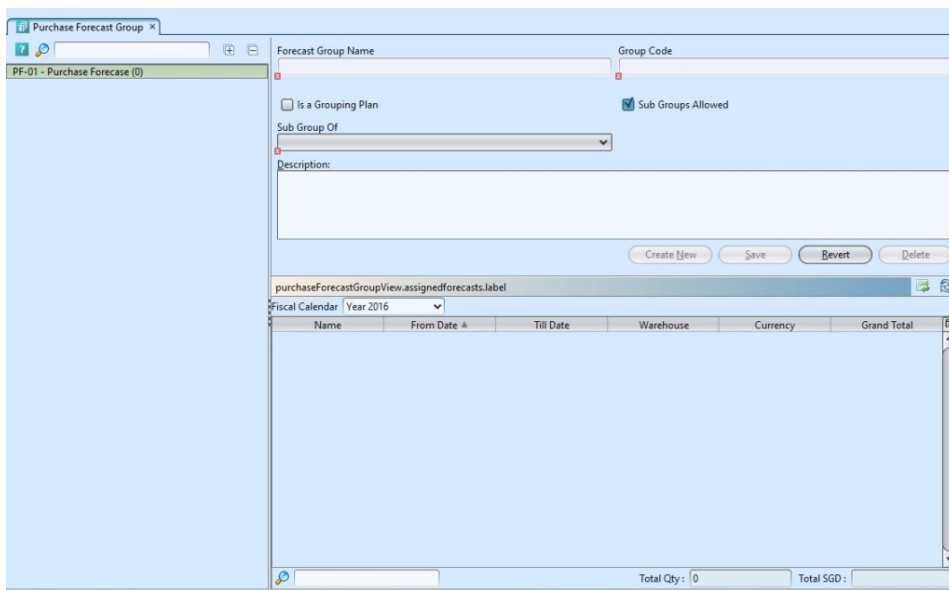 Purchase Forecast Group
PF-01 - Purchase Forecase (0)
Forecast Group Name
Group Code
Is a Grouping Plan
Sub Groups Allowed
Sub Group Of
Description:
Create New Save Revert Delete
purchaseForecastGroupView.assignedforecasts.label
Fiscal Calendar Year 2016
Name From Date Till Date Warehouse Currency Grand Total
Total Qty : 0 Total SGD :